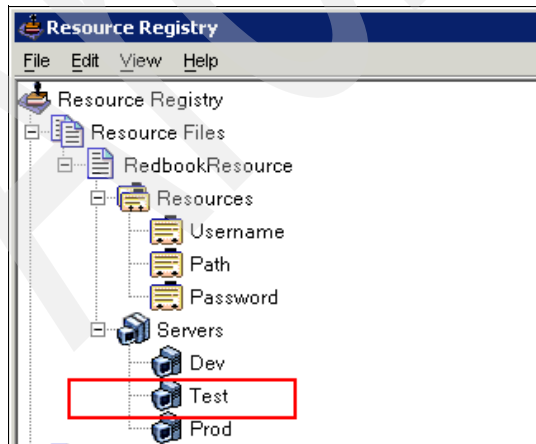 Resource Registry
File Edit View Help
Resource Registry
Resource Files
RedbookResource
Resources
Username
Path
Password
Servers
Dev
Test
Prod